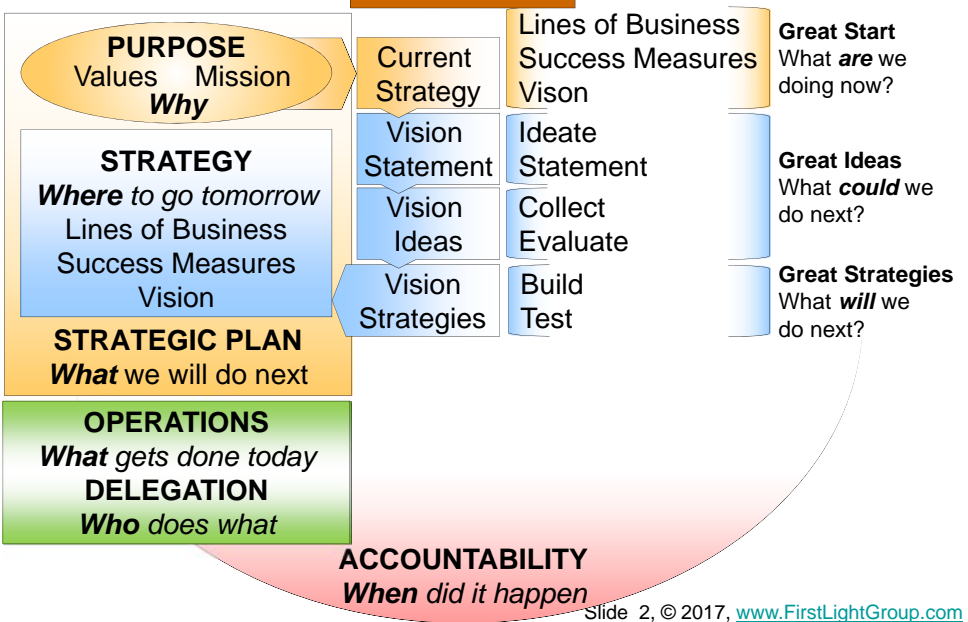 PURPOSE
Values Mission
Why
STRATEGY
Where to go tomorrow
Lines of Business
Success Measures
Vision
STRATEGIC PLAN
What we will do next
OPERATIONS
What gets done today
DELEGATION
Who does what
ACCOUNTABILITY
When did it happen
Current
Strategy
Lines of Business
Success Measures
Vison
Great Start
What are we
doing now?
Vision
Statement
Ideate
Statement
Vision
Ideas
Collect
Evaluate
Great Ideas
What could we
do next?
Vision
Strategies
Build
Test
Great Strategies
What will we
do next?
Slide 2, © 2017, www.FirstLightGroup.com